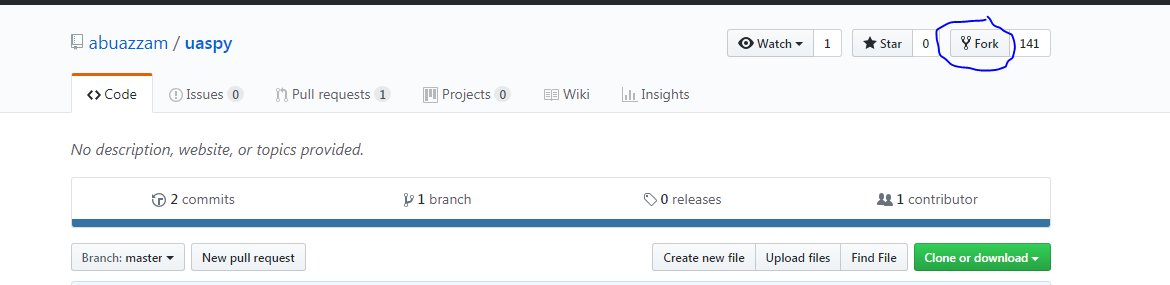 abuazzam / uaspy Watch 1 Star 0 Fork 141
Code Issues 0 Pull requests 1 Projects 0 Wiki Insights
No description, website, or topics provided.
2 commits 1 branch 0 releases 1 contributor
Branch: master New pull request Create new file Upload files Find File Clone or download